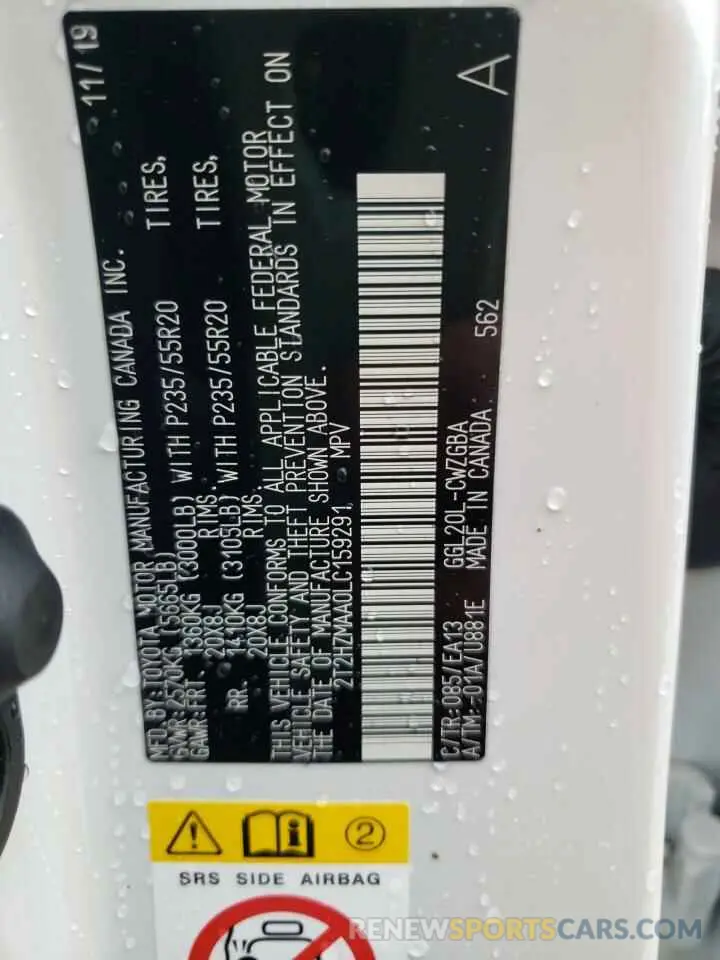 MFD.BY:TOYOTA MOTOR MANUFACTURING CANADA INC. 11/19
GVWR:2570KG (5665LB)
GAWR:FRT. 1360KG (3000LB) WITH P235/55R20 TIRES,
20X8J RIMS.
RR. 1410KG (3105LB) WITH P235/55R20 TIRES,
20X8J RIMS.
THIS VEHICLE CONFORMS TO ALL APPLICABLE FEDERAL MOTOR
VEHICLE SAFETY AND THEFT PREVENTION STANDARDS IN EFFECT ON
THE DATE OF MANUFACTURE SHOWN ABOVE.
2T2HZMAA0LC159291 MPV
C/TR:085/EA13 GGL20L-CWZGBA
A/TM:-01A/U881E MADE IN CANADA 562 A
2
SRS SIDE AIRBAG
RENEWSPORTSCARS.COM